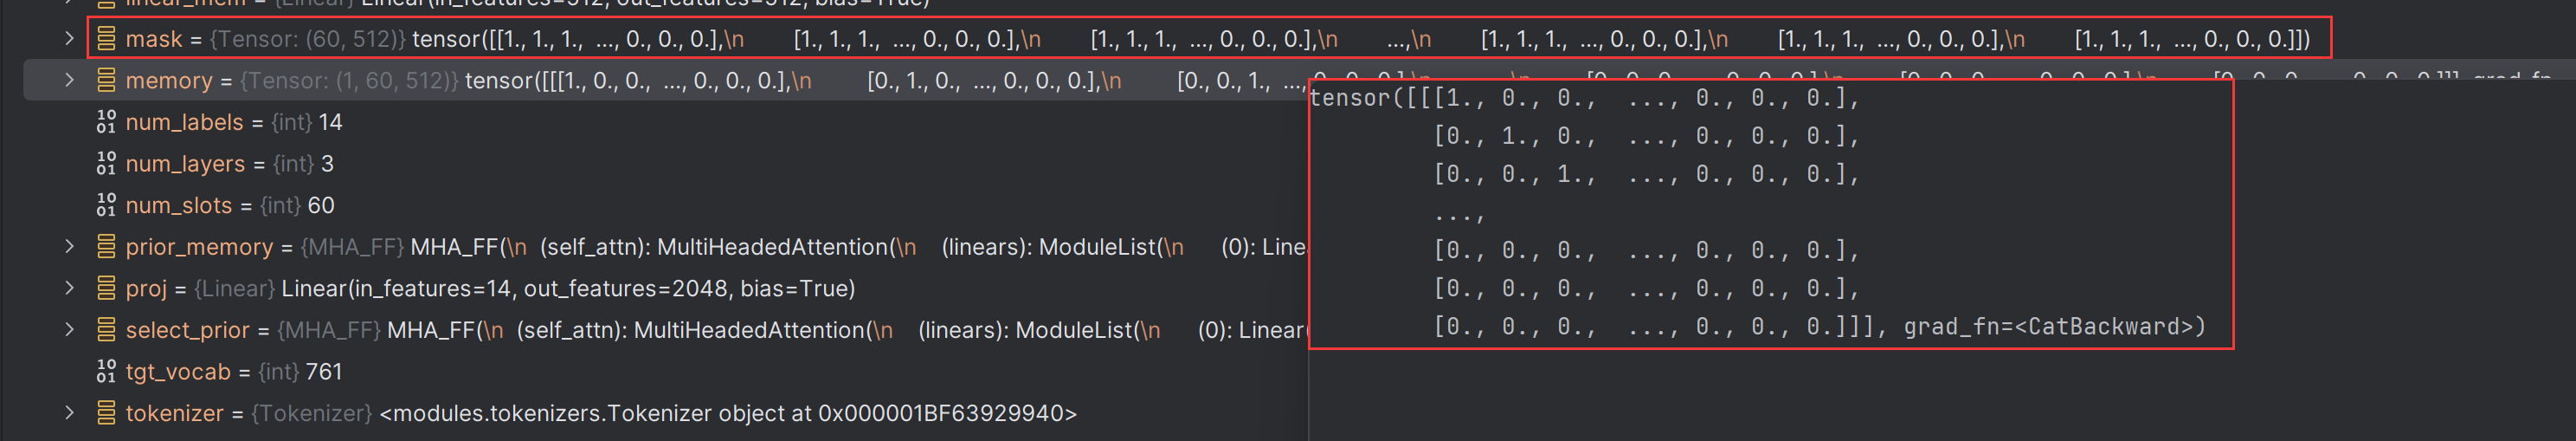 linear_mem = {Linear} Linear(in_features=512, out_features=512, bias=True)
mask = {Tensor: (60, 512)} tensor([[1., 1., 1.,  ..., 0., 0., 0.],\n        [1., 1., 1.,  ..., 0., 0., 0.],\n        [1., 1., 1.,  ..., 0., 0., 0.],\n        ...,\n        [1., 1., 1.,  ..., 0., 0., 0.],\n        [1., 1., 1.,  ..., 0., 0., 0.],\n        [1., 1., 1.,  ..., 0., 0., 0.]])
memory = {Tensor: (1, 60, 512)} tensor([[[1., 0., 0.,  ..., 0., 0., 0.],\n         [0., 1., 0.,  ..., 0., 0., 0.],\n         [0., 0., 1.,  ...,
num_labels = {int} 14
num_layers = {int} 3
num_slots = {int} 60
prior_memory = {MHA_FF} MHA_FF(\n  (self_attn): MultiHeadedAttention(\n    (linears): ModuleList(\n      (0): Line
proj = {Linear} Linear(in_features=14, out_features=2048, bias=True)
select_prior = {MHA_FF} MHA_FF(\n  (self_attn): MultiHeadedAttention(\n    (linears): ModuleList(\n      (0): Linear(
tgt_vocab = {int} 761
tokenizer = {Tokenizer} <modules.tokenizers.Tokenizer object at 0x000001BF63929940>
tensor([[[1., 0., 0.,  ..., 0., 0., 0.],
[0., 1., 0.,  ..., 0., 0., 0.],
[0., 0., 1.,  ..., 0., 0., 0.],
...,
[0., 0., 0.,  ..., 0., 0., 0.],
[0., 0., 0.,  ..., 0., 0., 0.],
[0., 0., 0.,  ..., 0., 0., 0.]]], grad_fn=<CatBackward>)